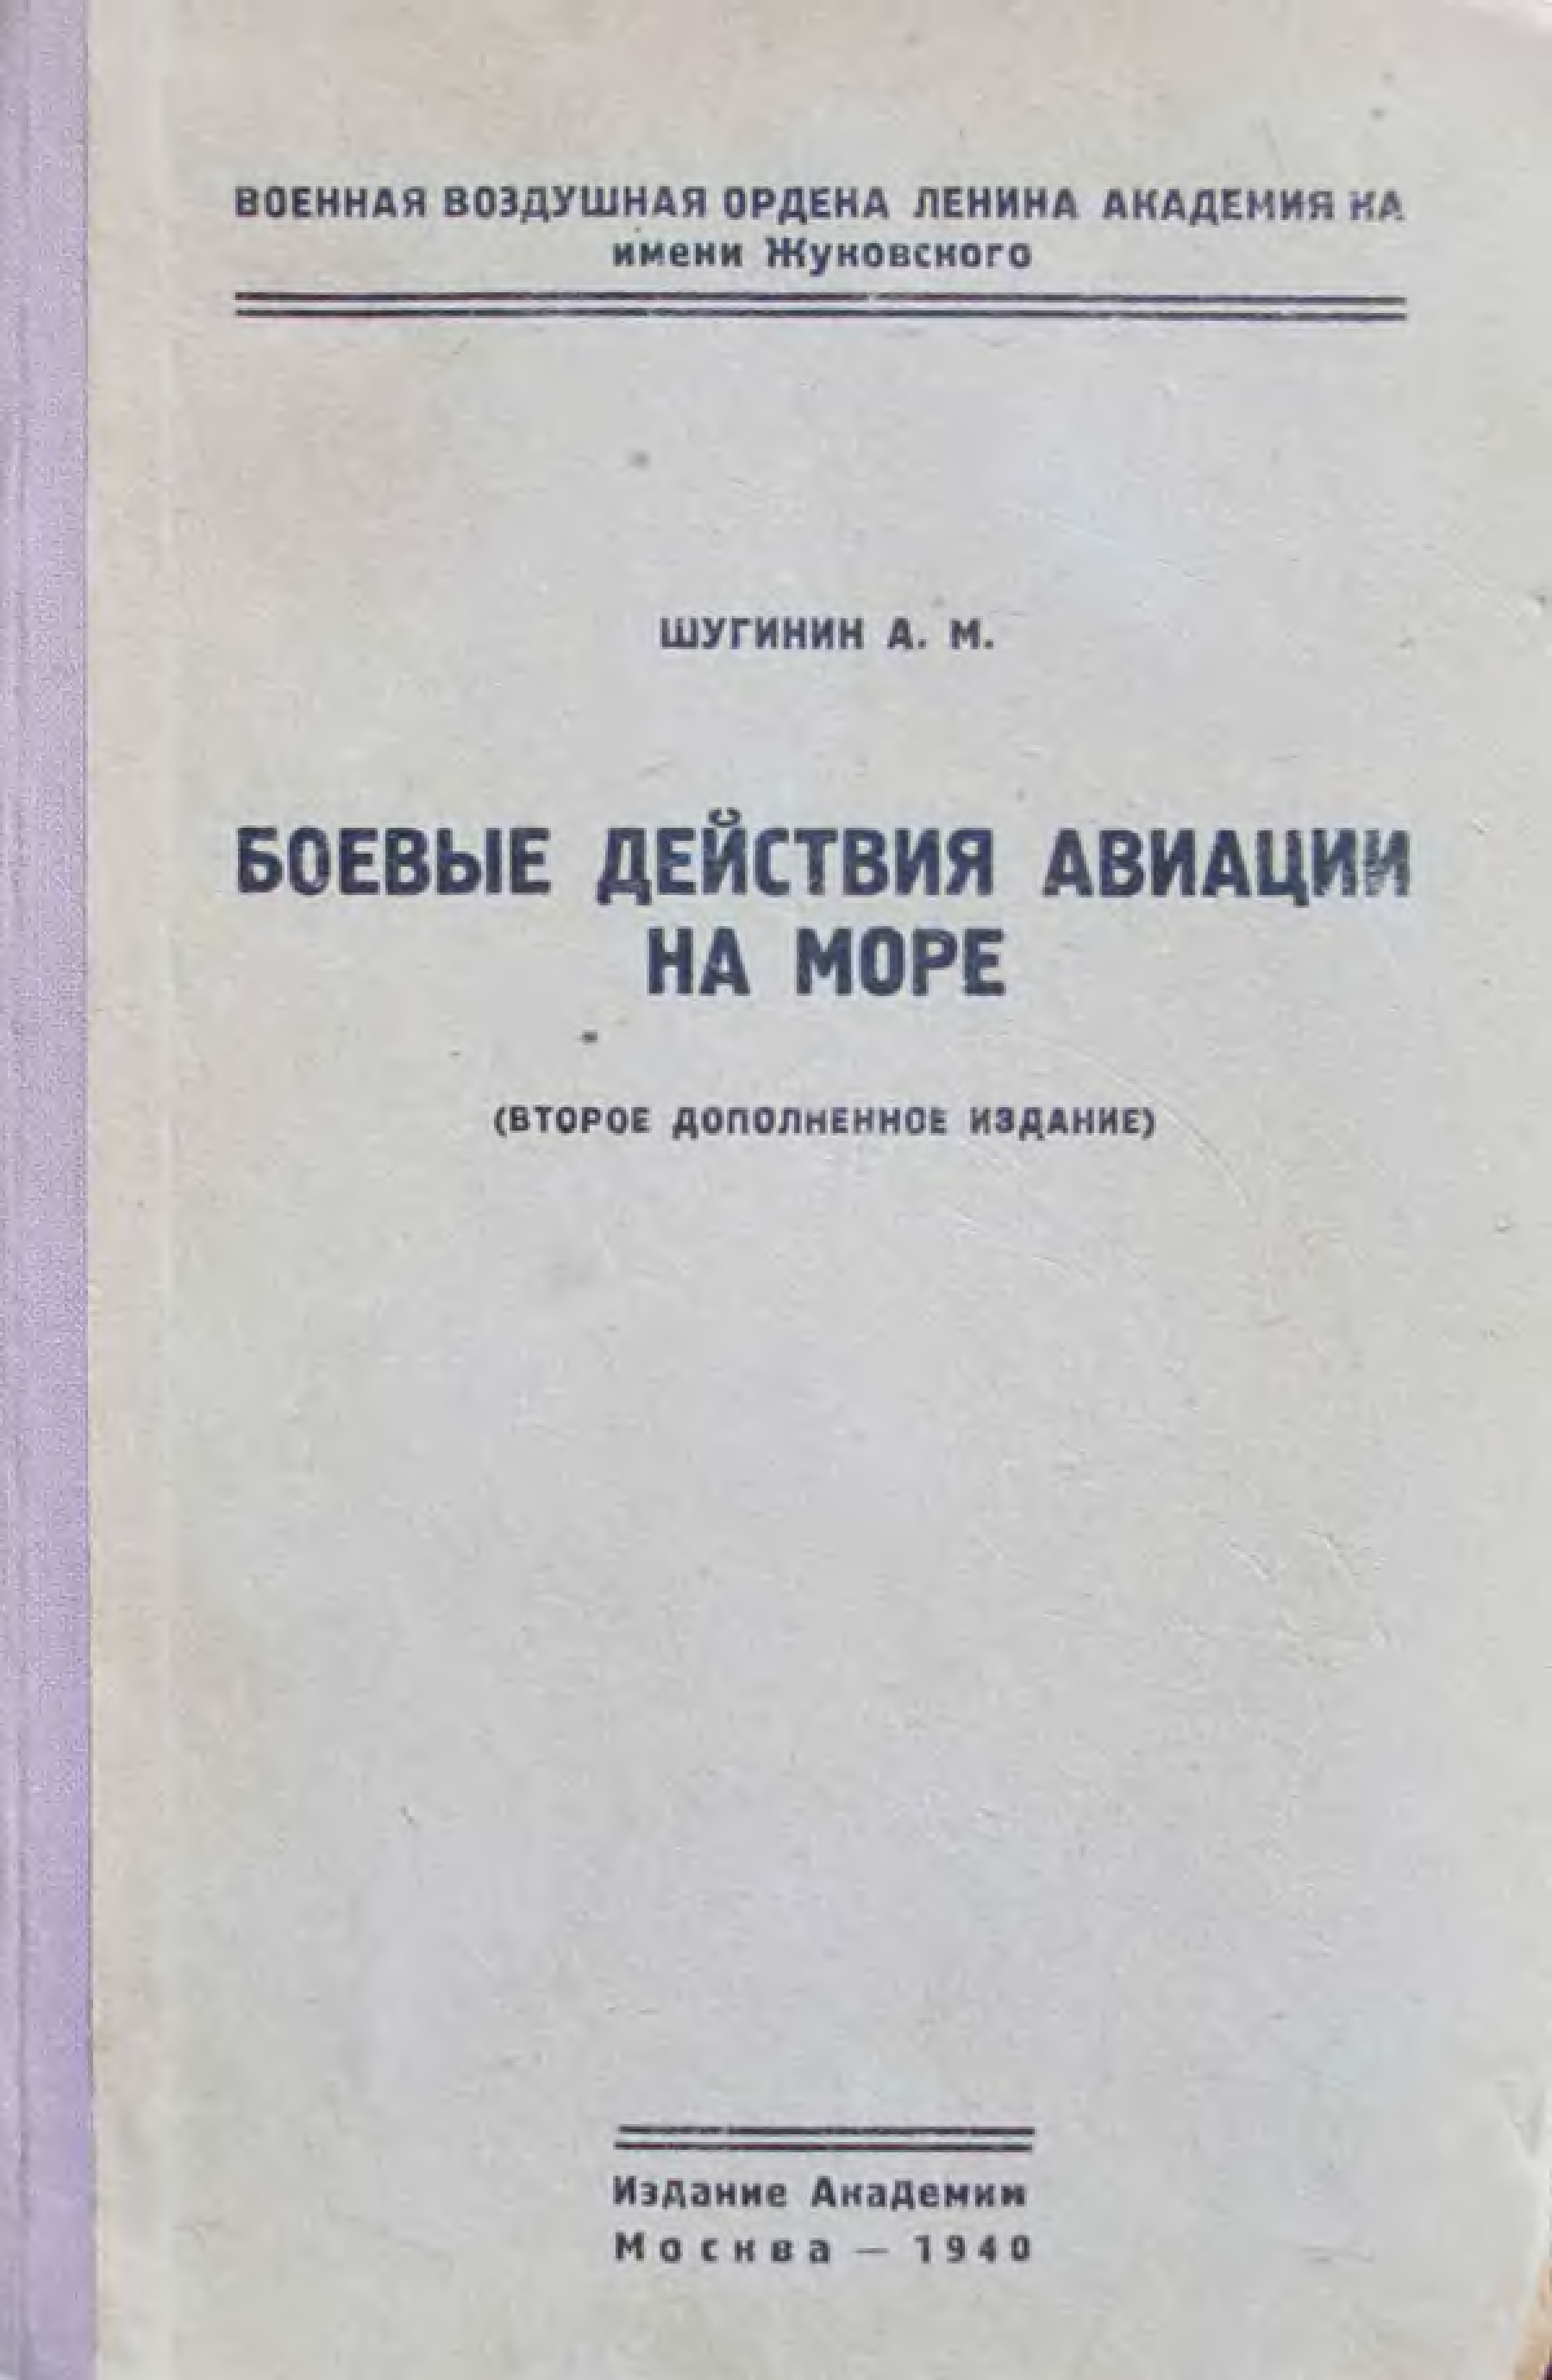 ВОЕННАЯ ВОЗДУШНАЯ ОРДЕНА ЛЕНИНА АКАДЕМИЯ КА
имени Жуковского
ШУГИНИН А. М.
БОЕВЫЕ ДЕЙСТВИЯ АВИАЦИИ
НА МОРЕ
(ВТОРОЕ ДОПОЛНЕННОЕ ИЗДАНИЕ)
Издание Академии
Москва — 1940